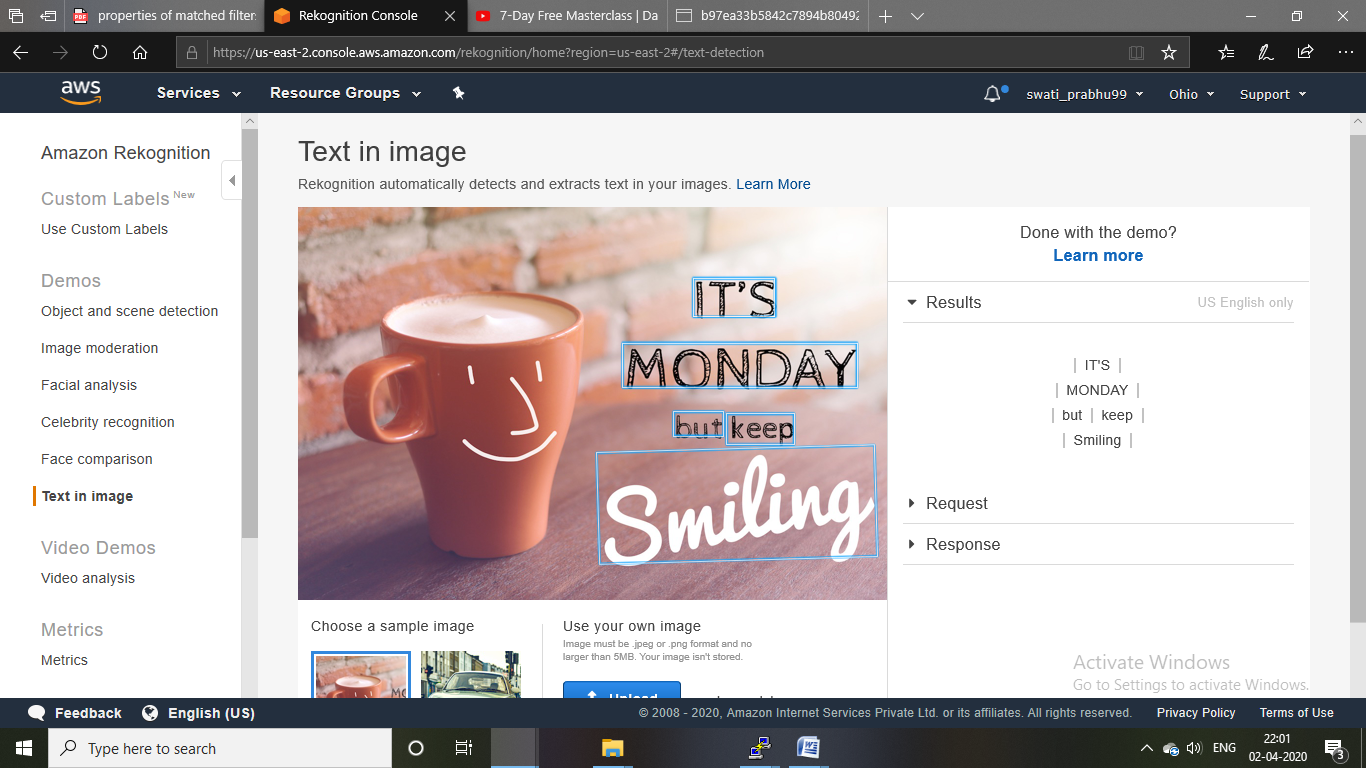 properties of matched filter:
Rekognition Console
7-Day Free Masterclass | Da
b97ea33b5842c7894b80492
https://us-east-2.console.aws.amazon.com/rekognition/home?region=us-east-2#/text-detection
aws
Services
Resource Groups
swati_prabhu99
Ohio
Support
Amazon Rekognition
Custom Labels New
Use Custom Labels
Demos
Object and scene detection
Image moderation
Facial analysis
Celebrity recognition
Face comparison
Text in image
Video Demos
Video analysis
Metrics
Metrics
Text in image
Rekognition automatically detects and extracts text in your images. Learn More
IT'S
MONDAY
but keep
Smiling
Choose a sample image
Use your own image
Image must be .jpeg or .png format and no
larger than 5MB. Your image isn't stored.
Upload
Done with the demo?
Learn more
Results US English only
| IT'S |
| MONDAY |
| but | keep |
| Smiling |
Request
Response
Activate Windows
Go to Settings to activate Windows.
Feedback English (US) © 2008 - 2020, Amazon Internet Services Private Ltd. or its affiliates. All rights reserved. Privacy Policy Terms of Use
Type here to search
ENG
22:01
02-04-2020
3